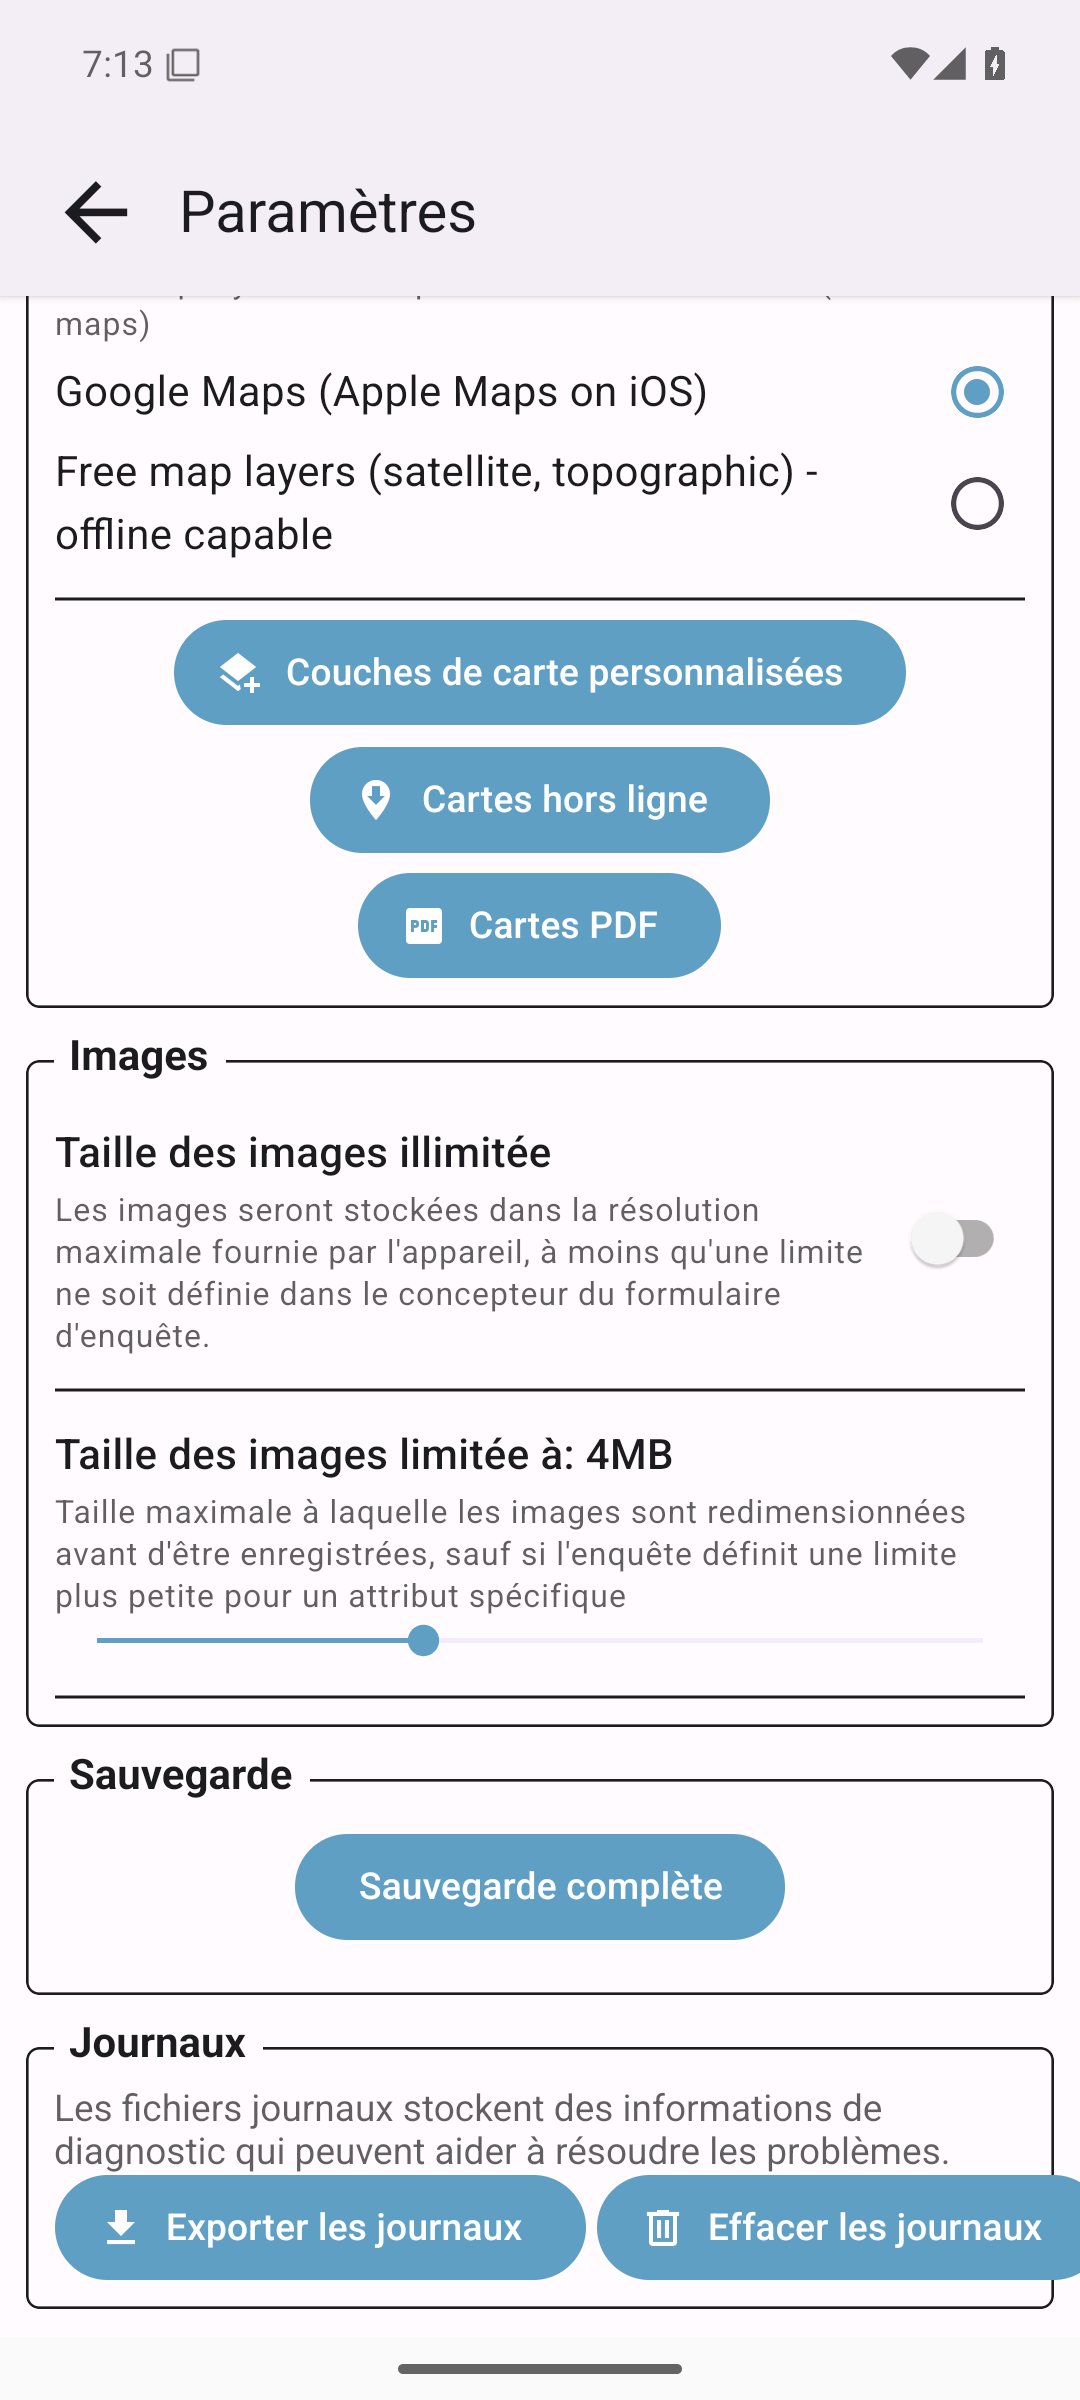 7:13
Paramètres
maps)
Google Maps (Apple Maps on iOS)
Free map layers (satellite, topographic) -
offline capable
Couches de carte personnalisées
Cartes hors ligne
PDF
Cartes PDF
Images
Taille des images illimitée
Les images seront stockées dans la résolution
maximale fournie par l'appareil, à moins qu'une limite
ne soit définie dans le concepteur du formulaire
d'enquête.
Taille des images limitée à: 4MB
Taille maximale à laquelle les images sont redimensionnées
avant d'être enregistrées, sauf si l'enquête définit une limite
plus petite pour un attribut spécifique
Sauvegarde
Sauvegarde complète
Journaux
Les fichiers journaux stockent des informations de
diagnostic qui peuvent aider à résoudre les problèmes.
Exporter les journaux
Effacer les journaux